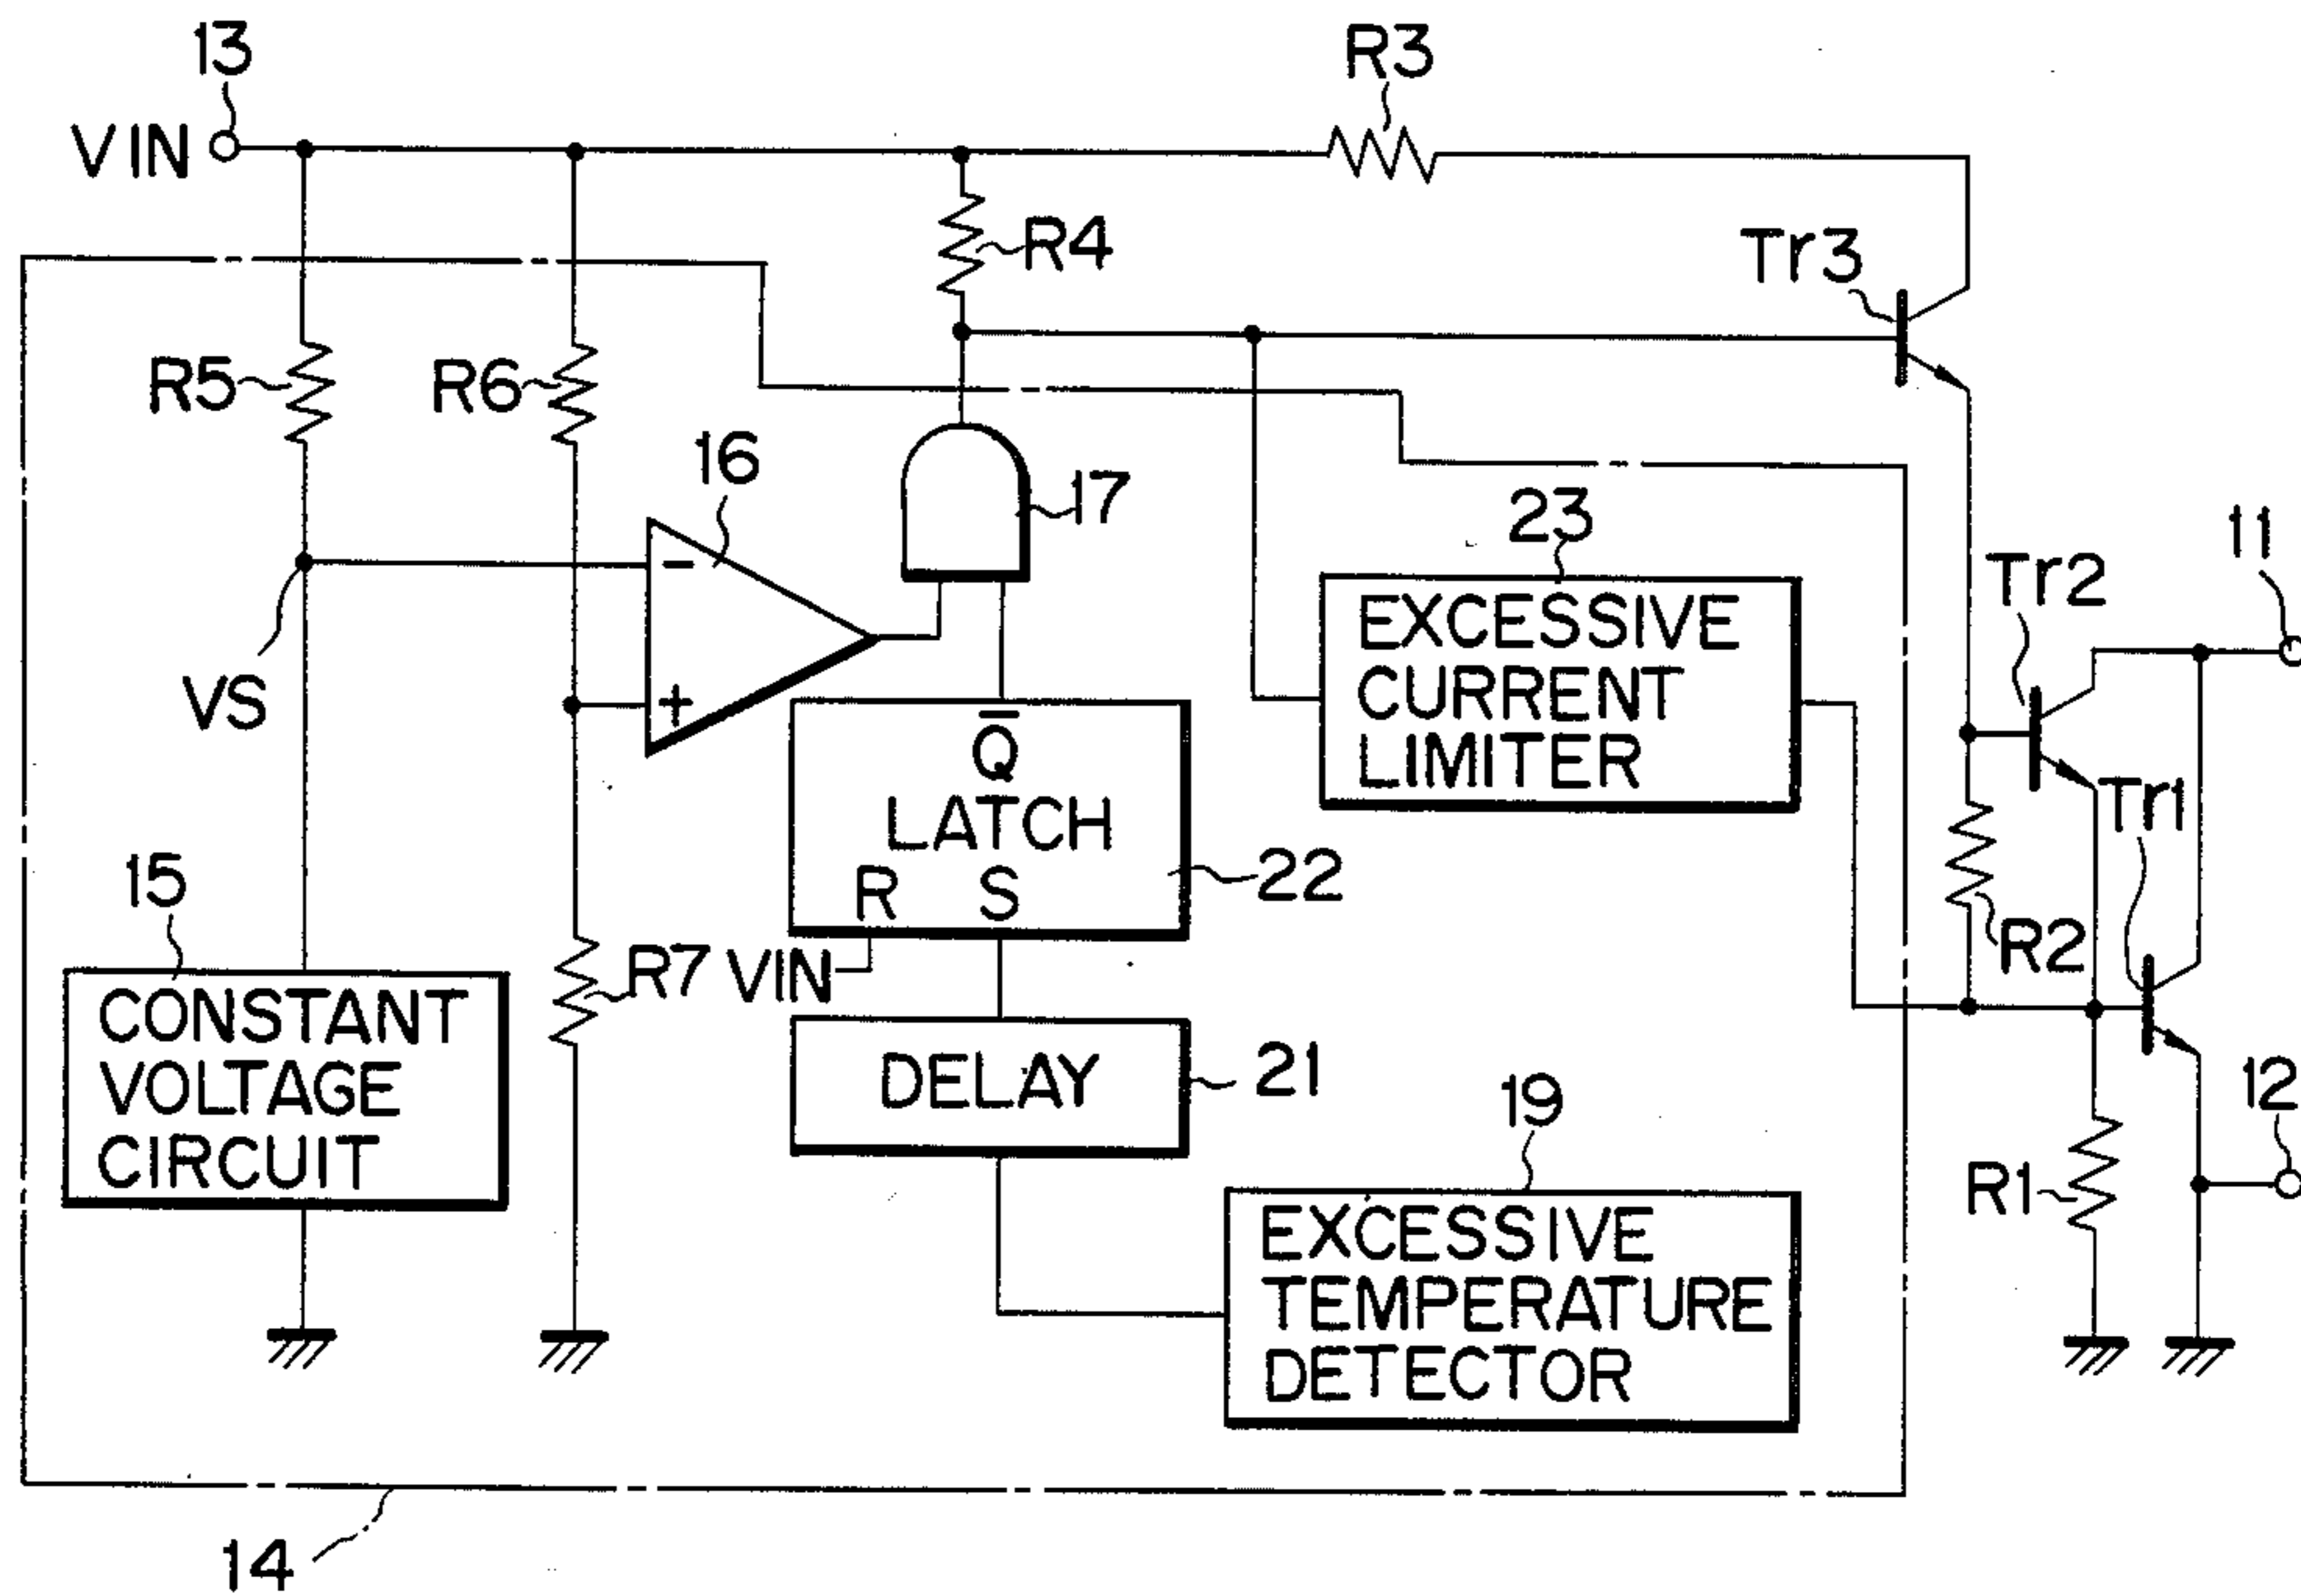 13
R3
VIN
R4
Tr3
R5
R6
16
17
23
11
Tr2
EXCESSIVE
CURRENT
LIMITER
VS
-
+
Q̅
LATCH
R S
22
Tr1
15
R2
R7
VIN
CONSTANT
VOLTAGE
CIRCUIT
DELAY
21
19
12
R1
EXCESSIVE
TEMPERATURE
DETECTOR
14